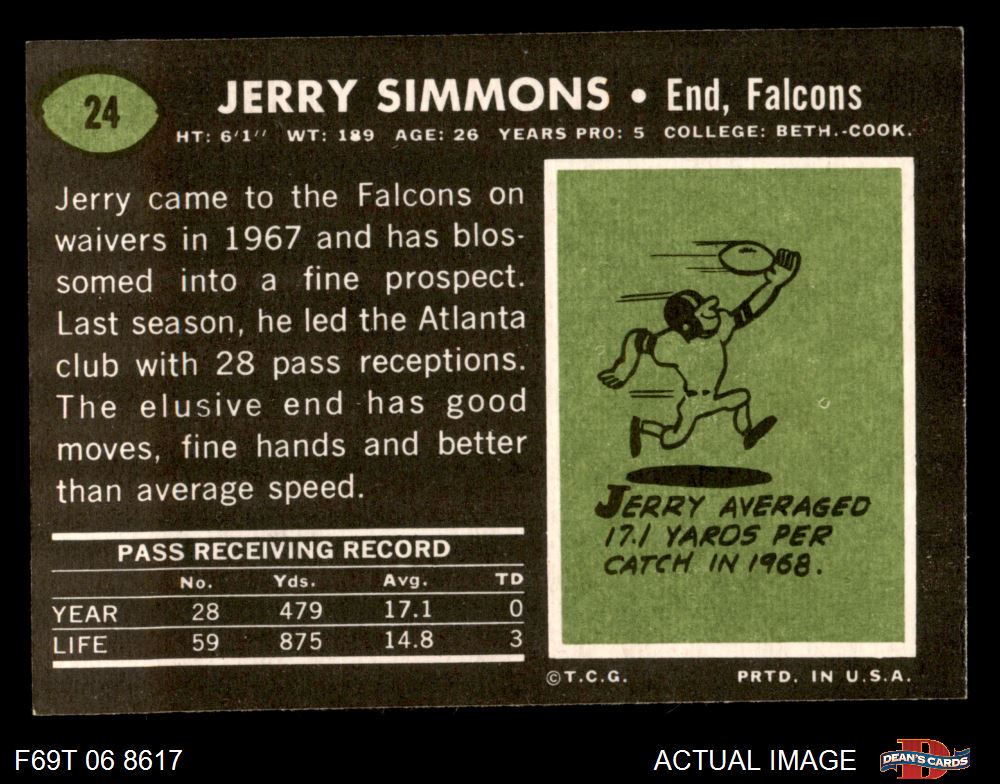 24
JERRY SIMMONS • End, Falcons
HT: 6'1" WT: 189 AGE: 26 YEARS PRO: 5 COLLEGE: BETH.-COOK.
Jerry came to the Falcons on
waivers in 1967 and has blos-
somed into a fine prospect.
Last season, he led the Atlanta
club with 28 pass receptions.
The elusive end has good
moves, fine hands and better
than average speed.
JERRY AVERAGED
17.1 YARDS PER
CATCH IN 1968.
PASS RECEIVING RECORD
No. Yds. Avg. TD
YEAR 28 479 17.1 0
LIFE 59 875 14.8 3
©T.C.G. PRTD. IN U.S.A.
F69T 06 8617 ACTUAL IMAGE
DEAN'S CARDS